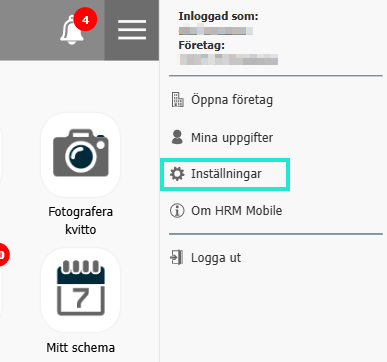 4
Inloggad som:
Företag:
Öppna företag
Mina uppgifter
Inställningar
Om HRM Mobile
Logga ut
Fotografera
kvitto
0
7
Mitt schema